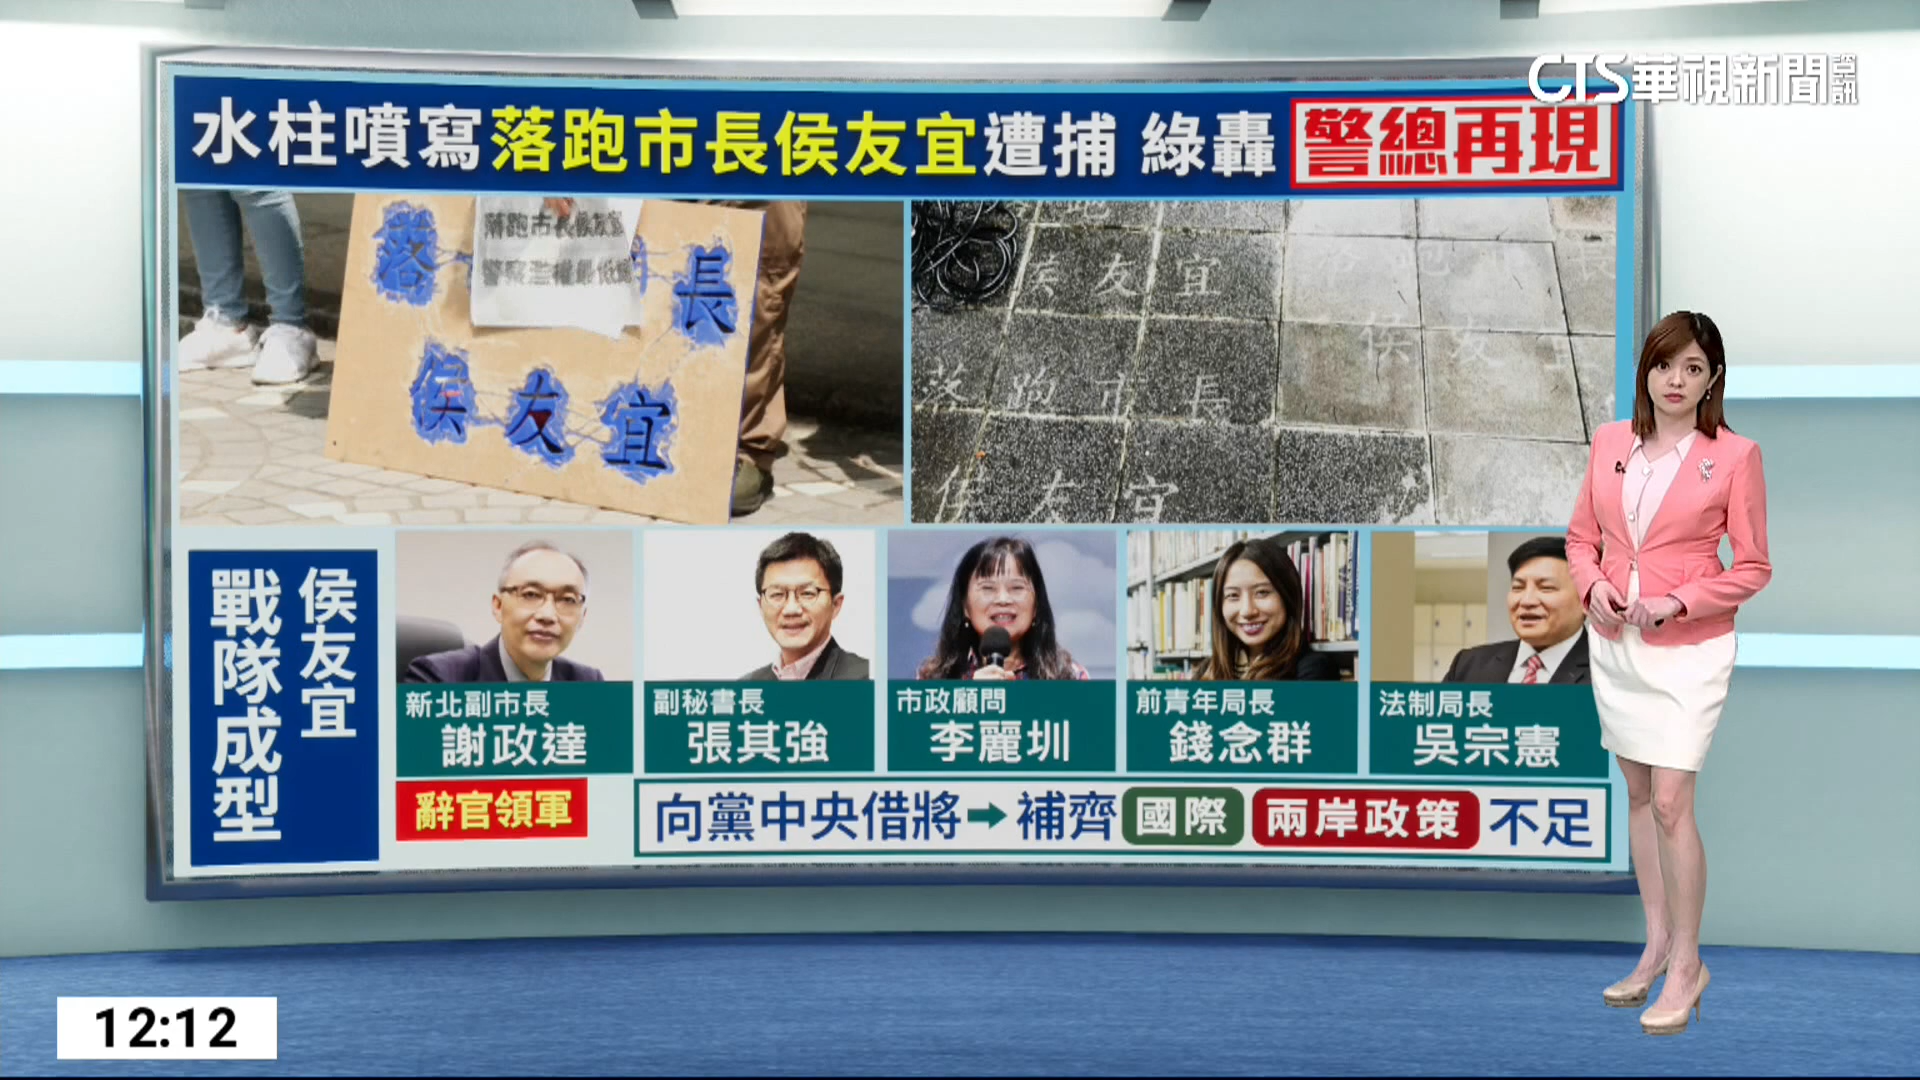 CTS華視新聞資訊
水柱噴寫落跑市長侯友宜遭捕 綠轟 警總再現
落 長
落跑市長侯友宜
侯友宜
侯友宜
落跑市長
侯友宜
侯友
長
侯友宜
戰隊成型
新北副市長
謝政達
副秘書長
張其強
市政顧問
李麗圳
前青年局長
錢念群
法制局長
吳宗憲
辭官領軍
向黨中央借將→補齊 國際 兩岸政策 不足
12:12